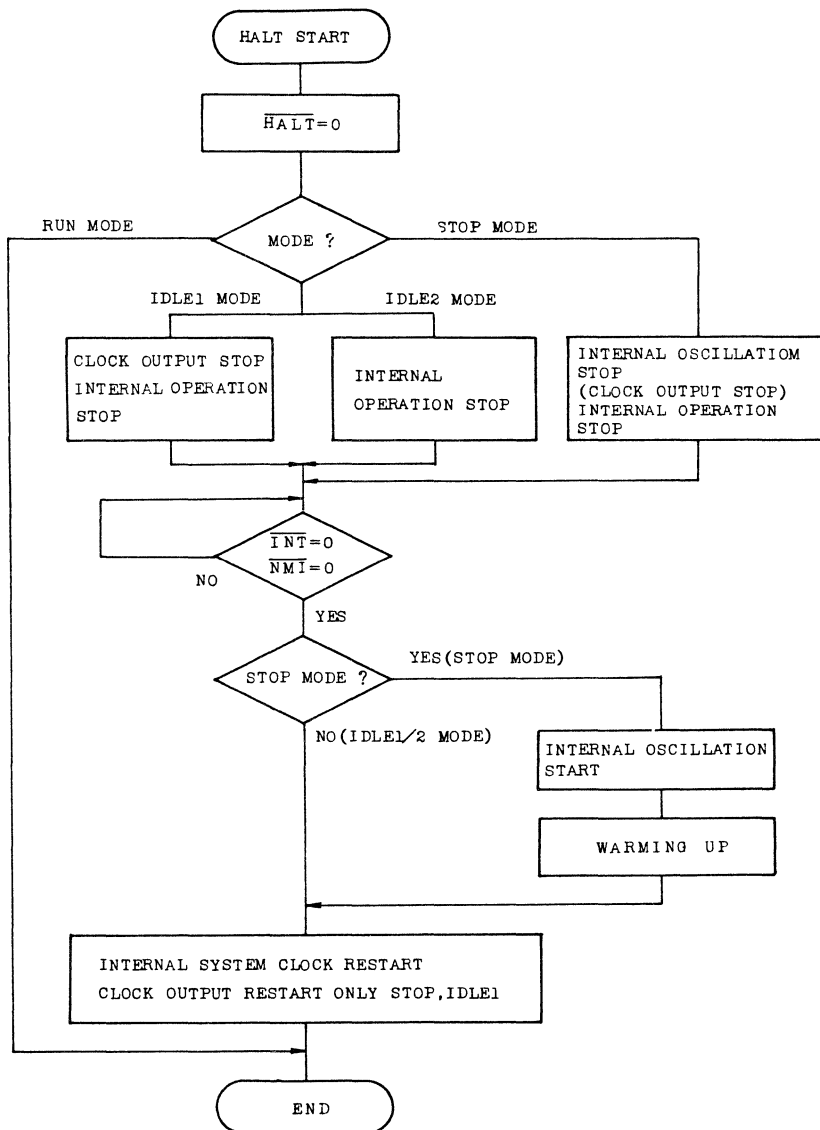 HALT START
H̅A̅L̅T̅=0
RUN MODE
MODE ?
STOP MODE
IDLE1 MODE
IDLE2 MODE
CLOCK OUTPUT STOP
INTERNAL OPERATION
STOP
INTERNAL
OPERATION STOP
INTERNAL OSCILLATIOM
STOP
(CLOCK OUTPUT STOP)
INTERNAL OPERATION
STOP
I̅N̅T̅=0
N̅M̅I̅=0
NO
YES
STOP MODE ?
YES(STOP MODE)
NO(IDLE1/2 MODE)
INTERNAL OSCILLATION
START
WARMING UP
INTERNAL SYSTEM CLOCK RESTART
CLOCK OUTPUT RESTART ONLY STOP,IDLE1
END